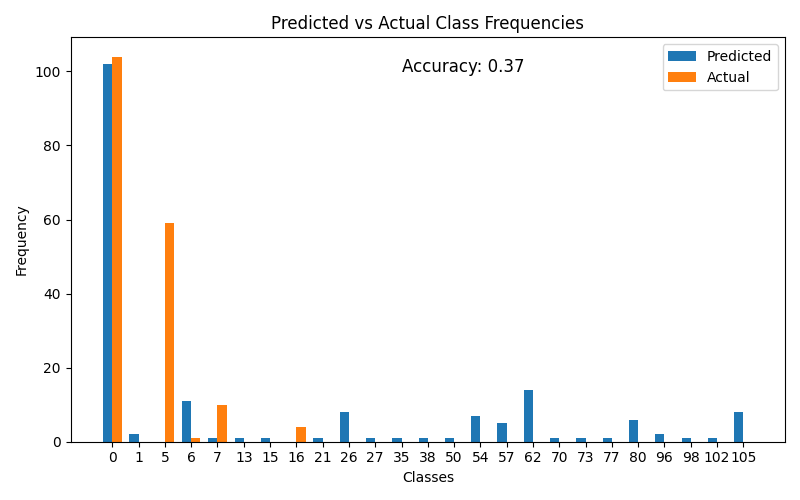 Predicted vs Actual Class Frequencies
Accuracy: 0.37
Predicted
Actual
Frequency
100
80
60
40
20
0
0 1 5 6 7 13 15 16 21 26 27 35 38 50 54 57 62 70 73 77 80 96 98 102 105
Classes